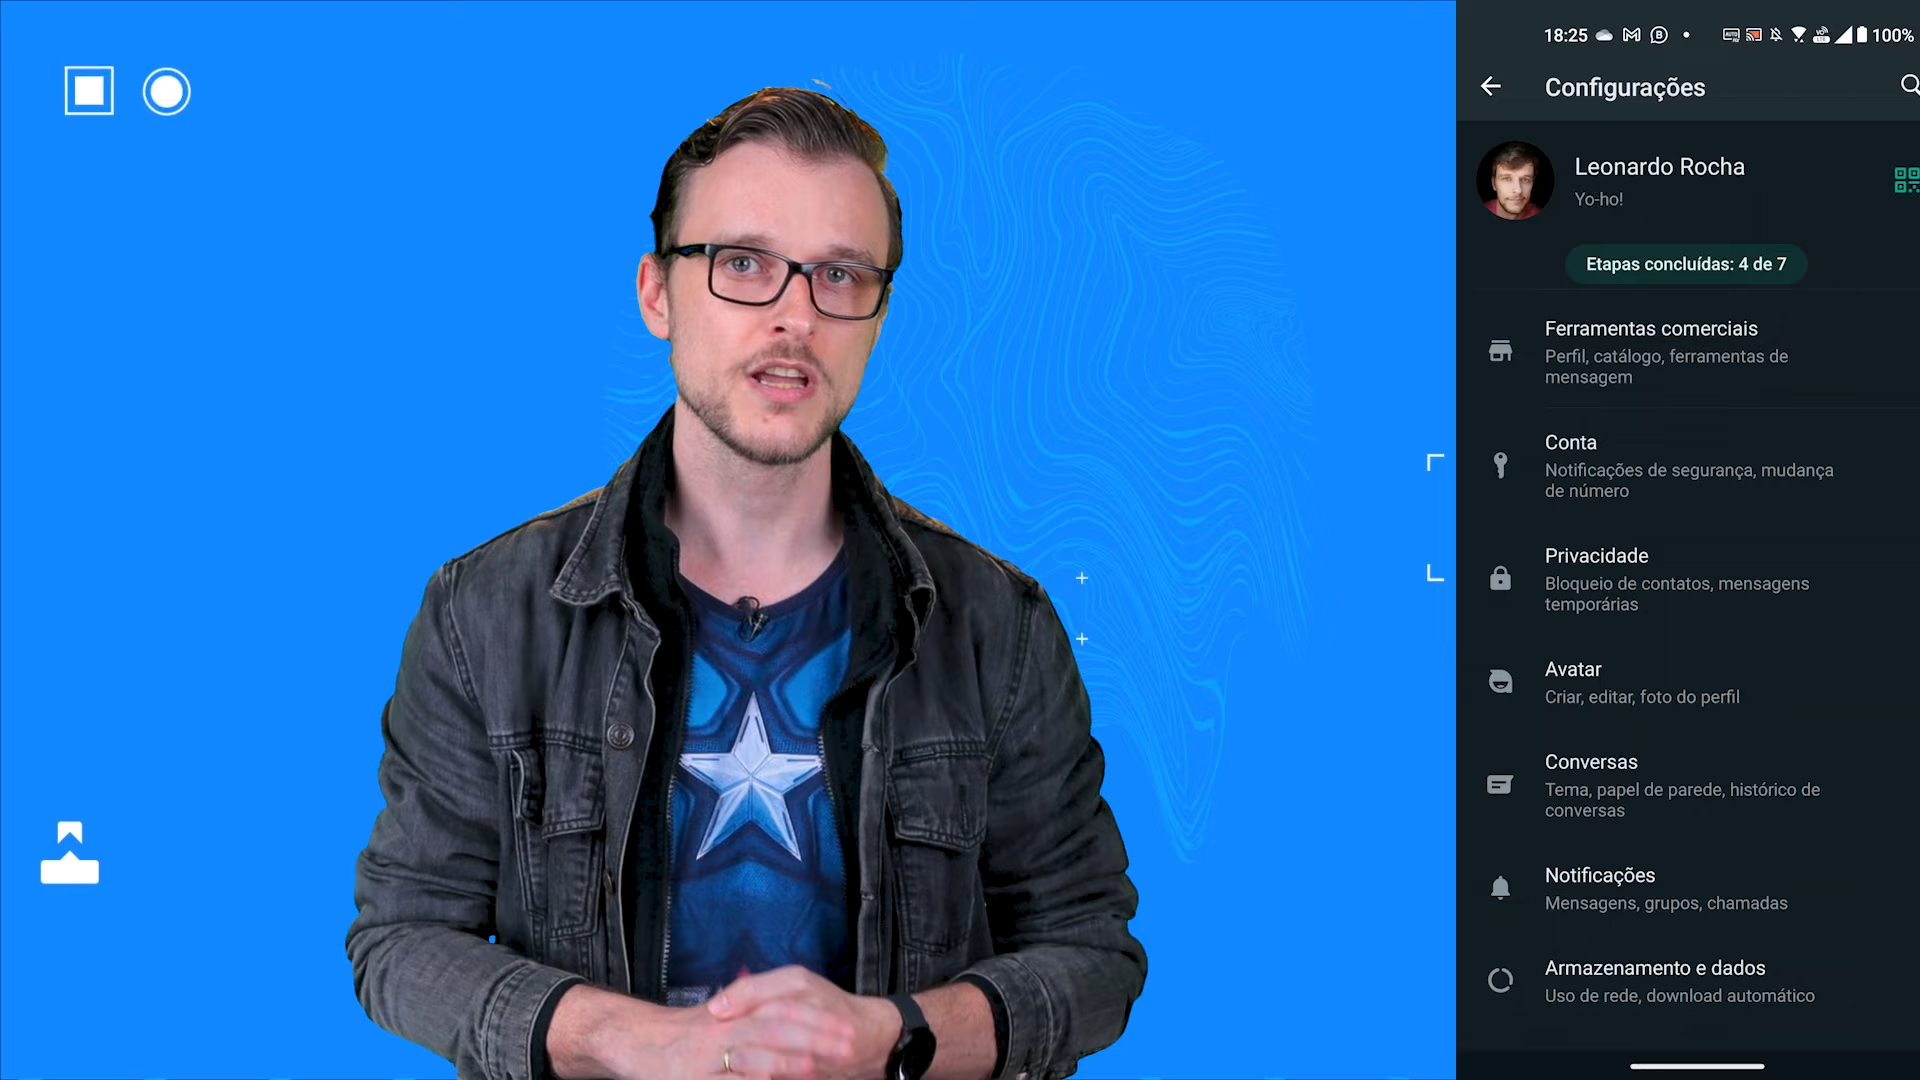 18:25
100%
Configurações
Leonardo Rocha
Yo-ho!
Etapas concluídas: 4 de 7
Ferramentas comerciais
Perfil, catálogo, ferramentas de
mensagem
Conta
Notificações de segurança, mudança
de número
Privacidade
Bloqueio de contatos, mensagens
temporárias
Avatar
Criar, editar, foto do perfil
Conversas
Tema, papel de parede, histórico de
conversas
Notificações
Mensagens, grupos, chamadas
Armazenamento e dados
Uso de rede, download automático